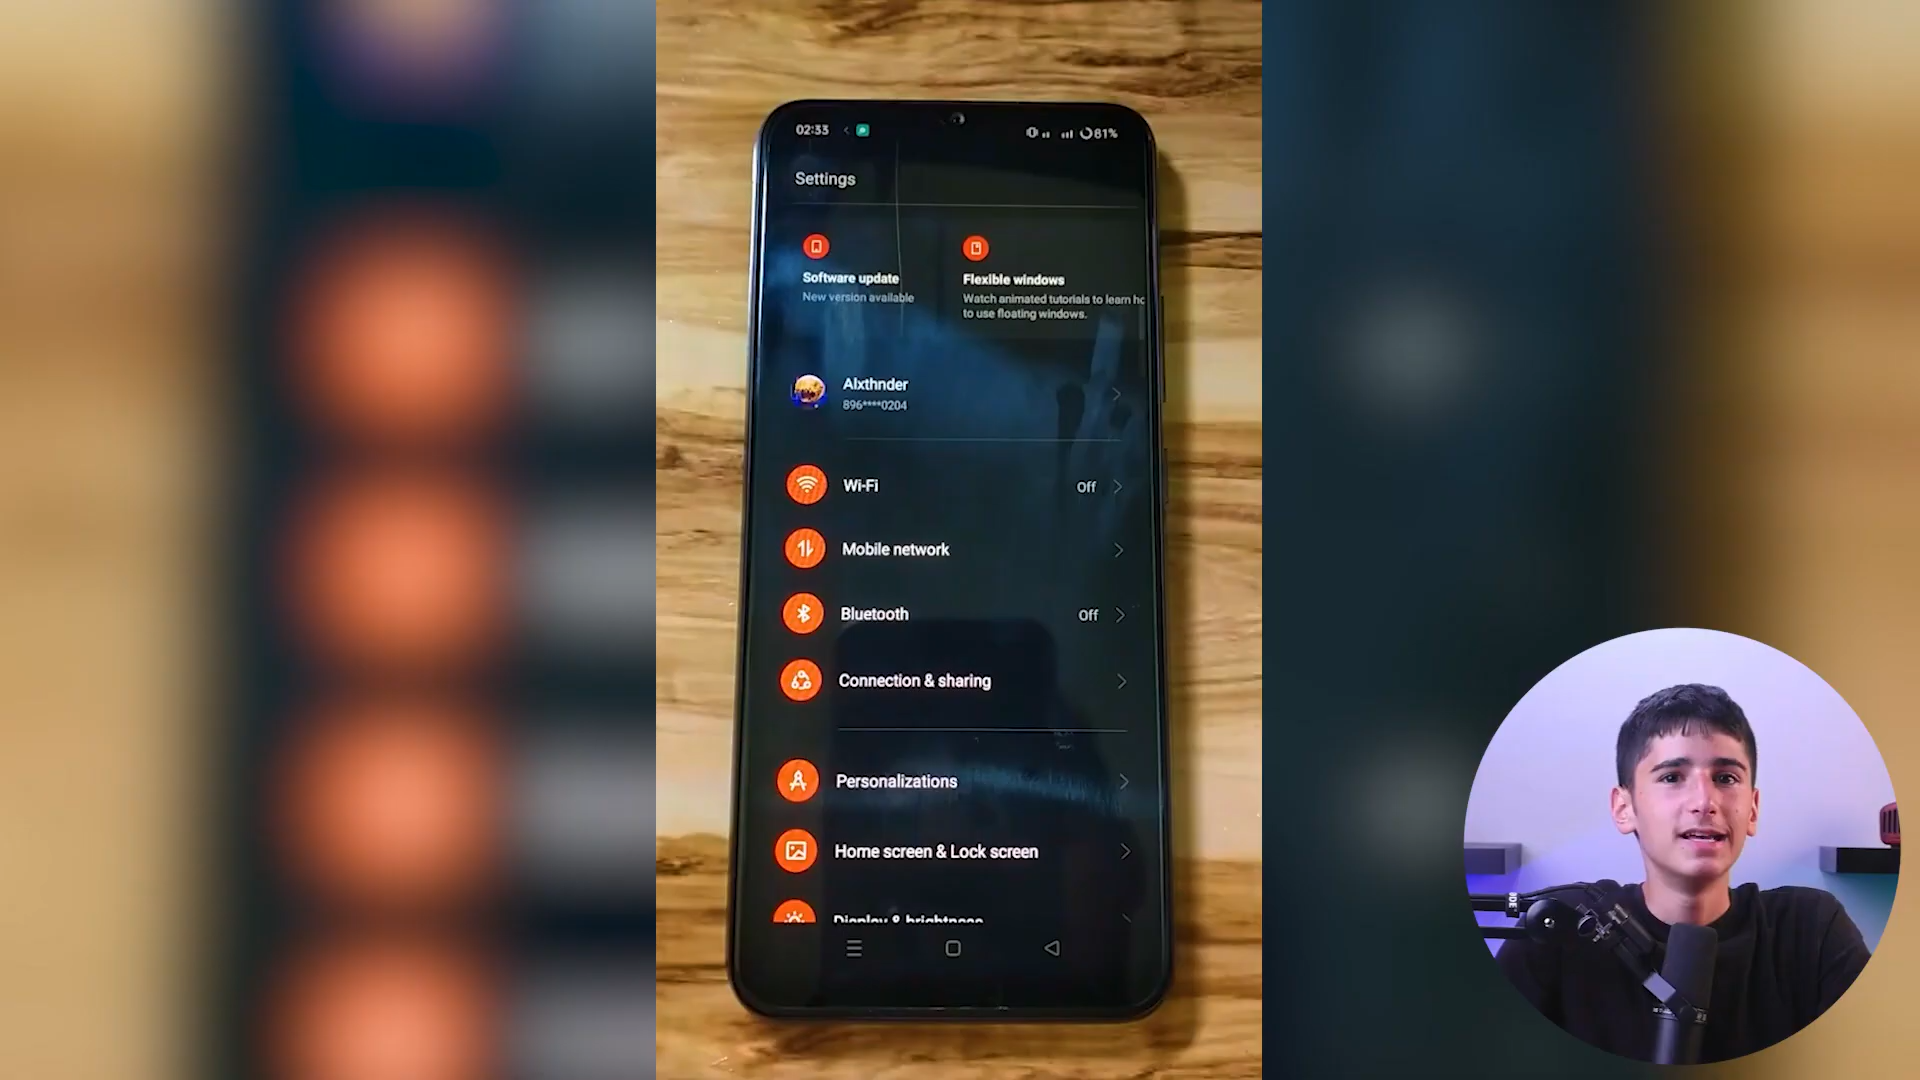 02:33
81%
Settings
Software update
New version available
Flexible windows
Watch animated tutorials to learn ho
to use floating windows.
Alxthnder
896****0204
Wi-Fi
Off
Mobile network
Bluetooth
Off
Connection & sharing
Personalizations
Home screen & Lock screen
Display & brightness